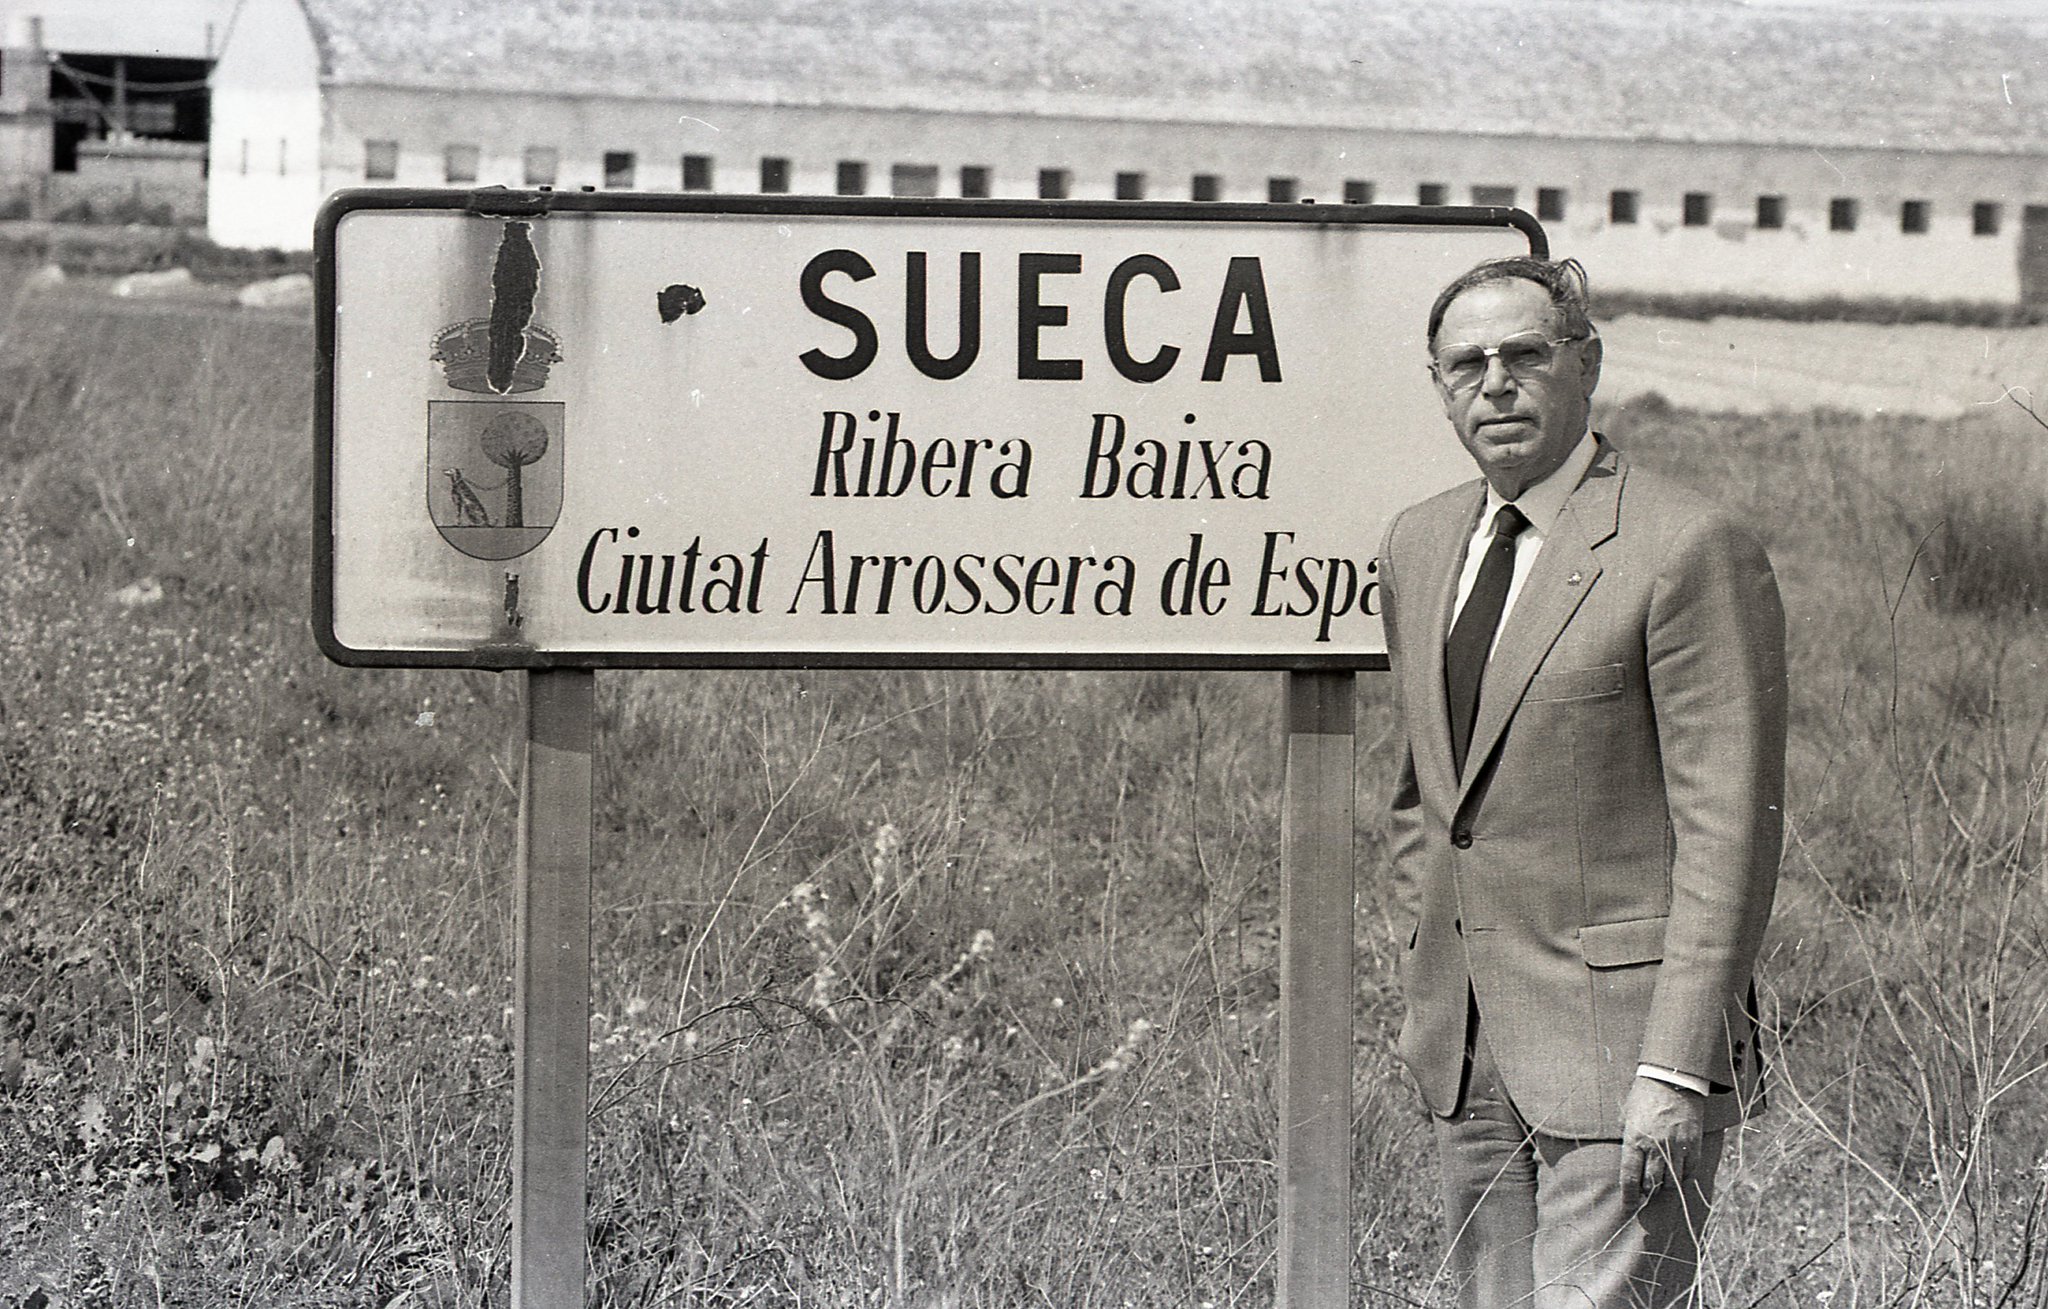 SUECA
Ribera Baixa
Ciutat Arrossera de Espa